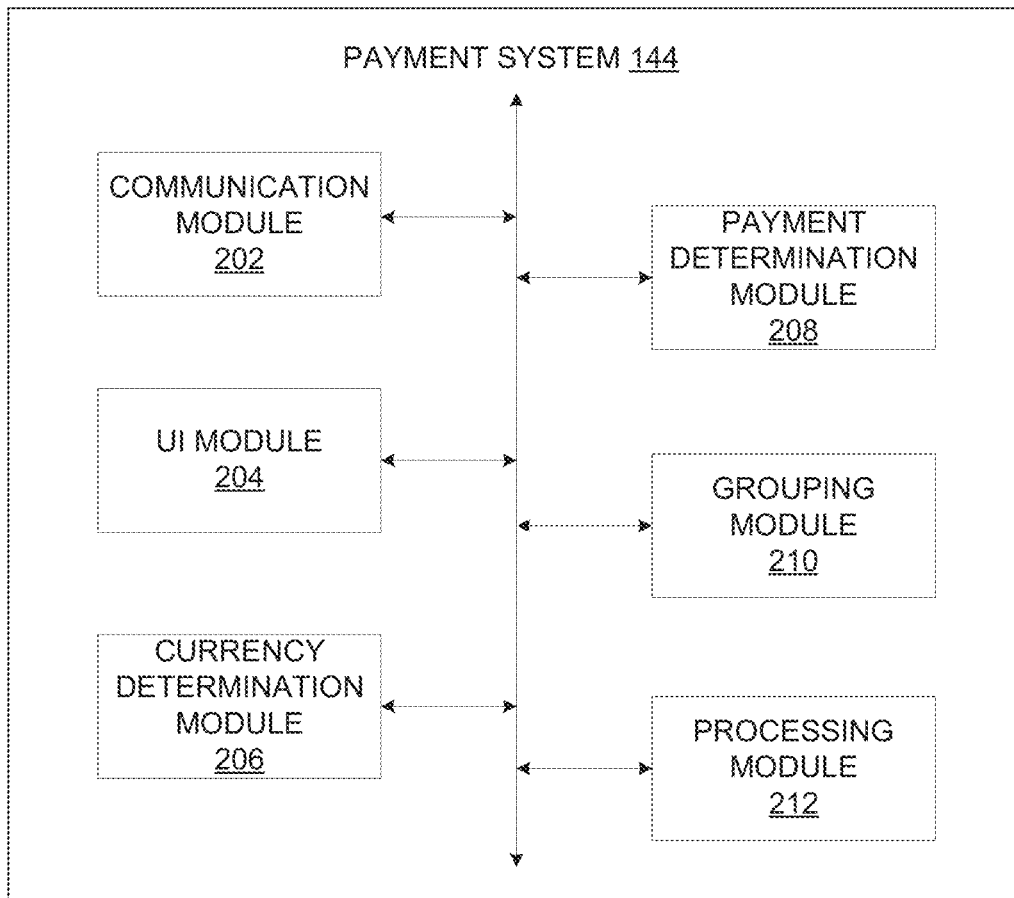 PAYMENT SYSTEM 144
COMMUNICATION
MODULE
202
UI MODULE
204
CURRENCY
DETERMINATION
MODULE
206
PAYMENT
DETERMINATION
MODULE
208
GROUPING
MODULE
210
PROCESSING
MODULE
212